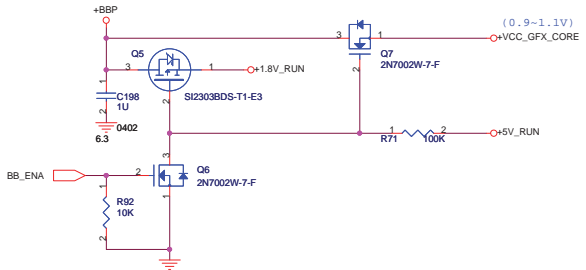 +BBP
(0.9~1.1V)
3
1
+VCC_GFX_CORE
Q5
Q7
3
1
+1.8V_RUN
2N7002W-7-F
2
1
C198
SI2303BDS-T1-E3
1U
2
2
0402
6.3
1
2
+5V_RUN
R71
100K
3
Q6
BB_ENA
2
2N7002W-7-F
1
1
R92
10K
2